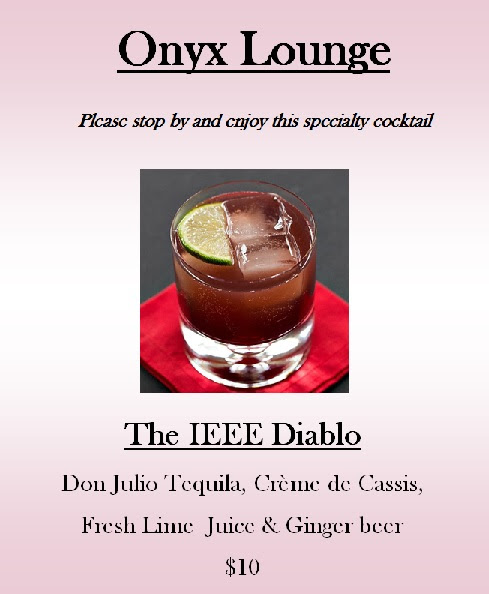 Onyx Lounge
Please stop by and enjoy this specialty cocktail
The IEEE Diablo
Don Julio Tequila, Crème de Cassis,
Fresh Lime Juice & Ginger beer
$10